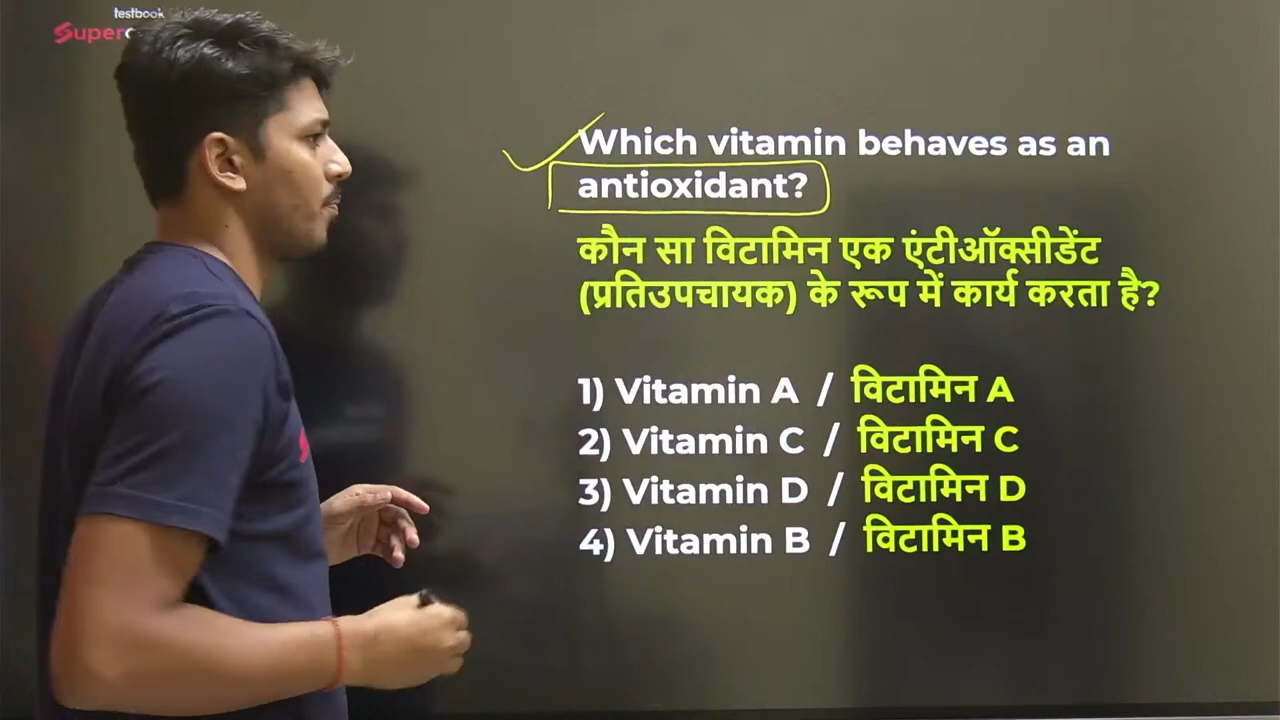 testbook
Super
Which vitamin behaves as an
antioxidant?
कौन सा विटामिन एक एंटीऑक्सीडेंट
(प्रतिउपचायक) के रूप में कार्य करता है?
1) Vitamin A / विटामिन A
2) Vitamin C / विटामिन C
3) Vitamin D / विटामिन D
4) Vitamin B / विटामिन B